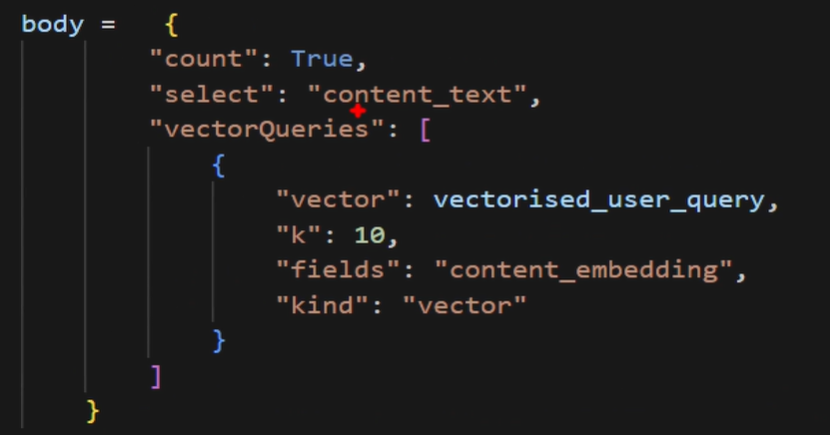 body =   {
"count": True,
"select": "content_text",
"vectorQueries": [
{
"vector": vectorised_user_query,
"k": 10,
"fields": "content_embedding",
"kind": "vector"
}
]
}